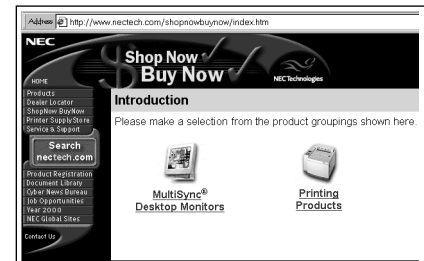 Address http://www.nectech.com/shopnowbuynow/index.htm
NEC
Shop Now
Buy Now
NEC Technologies
HOME
Products
Dealer Locator
ShopNow BuyNow
Printer SupplyStore
Service & Support
Search
nectech.com
Product Registration
Document Library
Cyber News Bureau
Job Opportunities
Year 2000
NEC Global Sites
Contact Us
Introduction
Please make a selection from the product groupings shown here.
MultiSync®
Desktop Monitors
Printing
Products